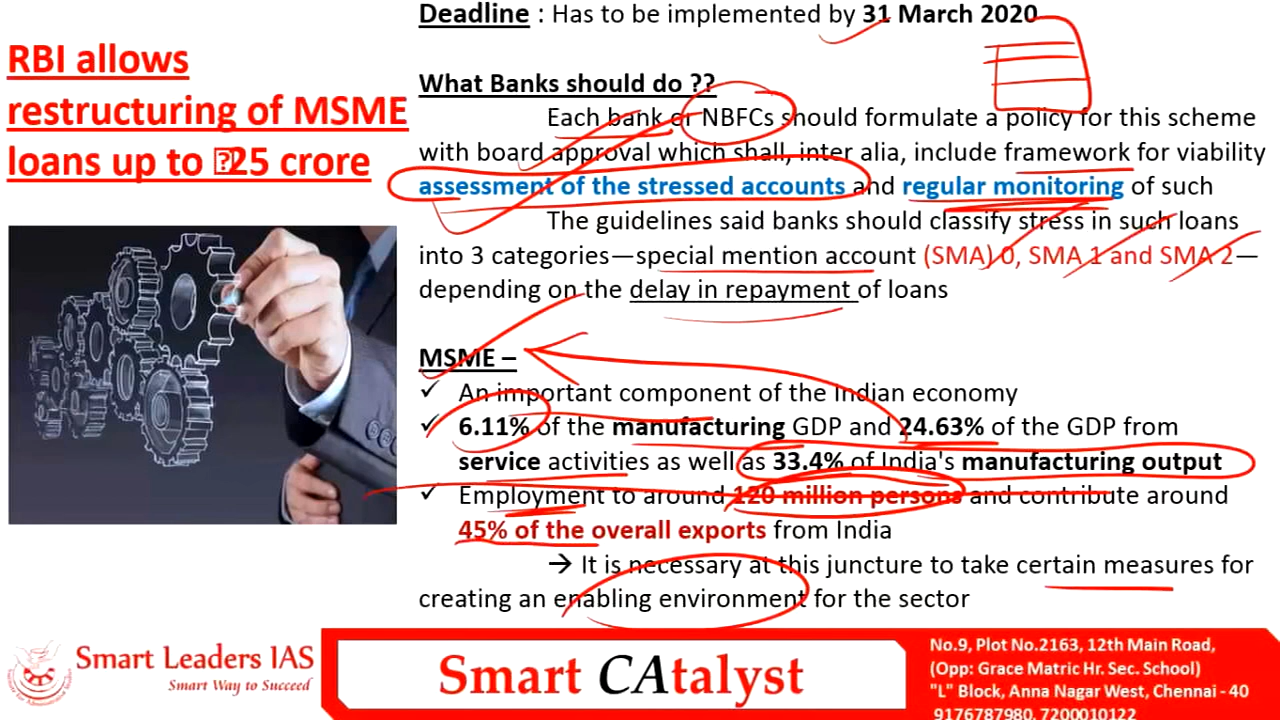 RBI allows
restructuring of MSME
loans up to 25 crore
Deadline : Has to be implemented by 31 March 2020
What Banks should do ??
Each bank or NBFCs should formulate a policy for this scheme
with board approval which shall, inter alia, include framework for viability
assessment of the stressed accounts and regular monitoring of such
The guidelines said banks should classify stress in such loans
into 3 categories—special mention account (SMA) 0, SMA 1 and SMA 2—
depending on the delay in repayment of loans
MSME –
✓ An important component of the Indian economy
✓ 6.11% of the manufacturing GDP and 24.63% of the GDP from
service activities as well as 33.4% of India's manufacturing output
✓ Employment to around 120 million persons and contribute around
45% of the overall exports from India
→ It is necessary at this juncture to take certain measures for
creating an enabling environment for the sector
Smart Leaders IAS
Smart Way to Succeed
Smart CAtalyst
No.9, Plot No.2163, 12th Main Road,
(Opp: Grace Matric Hr. Sec. School)
"L" Block, Anna Nagar West, Chennai - 40
9176787980, 7200010122